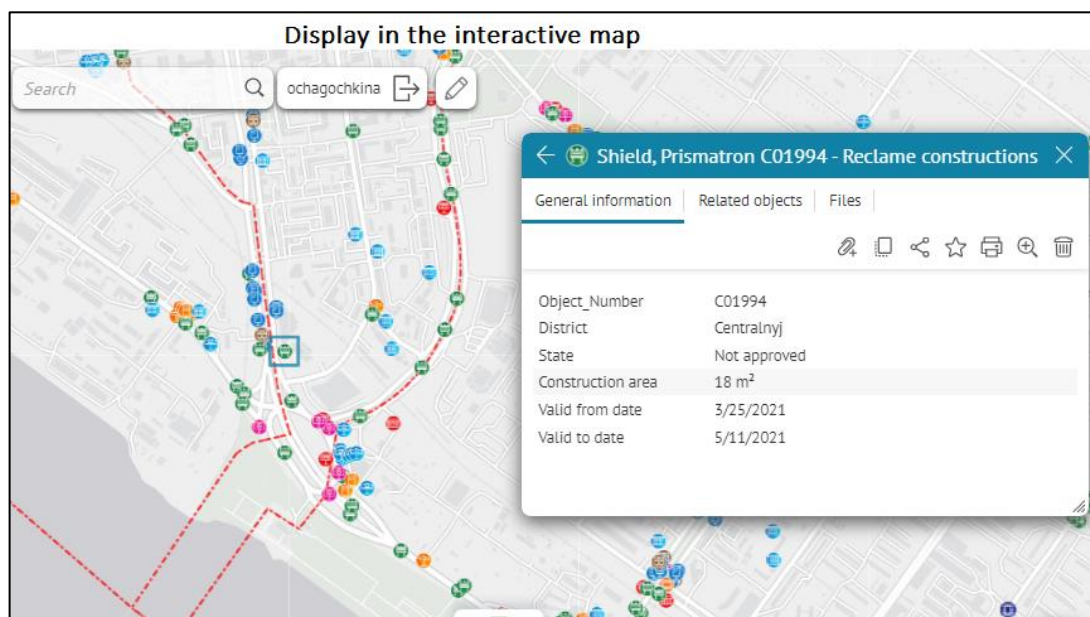 Display in the interactive map
Search
ochagochkina
Shield, Prismatron C01994 - Reclame constructions
General information Related objects Files
Object_Number C01994
District Centralnyj
State Not approved
Construction area 18 m²
Valid from date 3/25/2021
Valid to date 5/11/2021